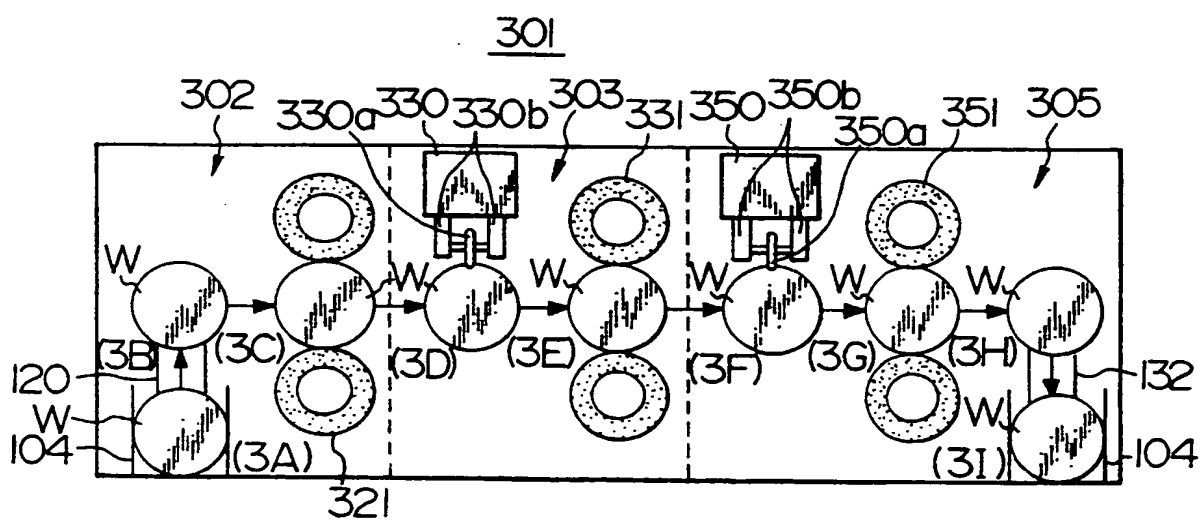 301
302 330a 330 330b 303 331 350 350b 350a 351 305
W W W W W W W
(3B) (3C) (3D) (3E) (3F) (3G) (3H)
120 132
W W
104 (3A) (3I) 104
321